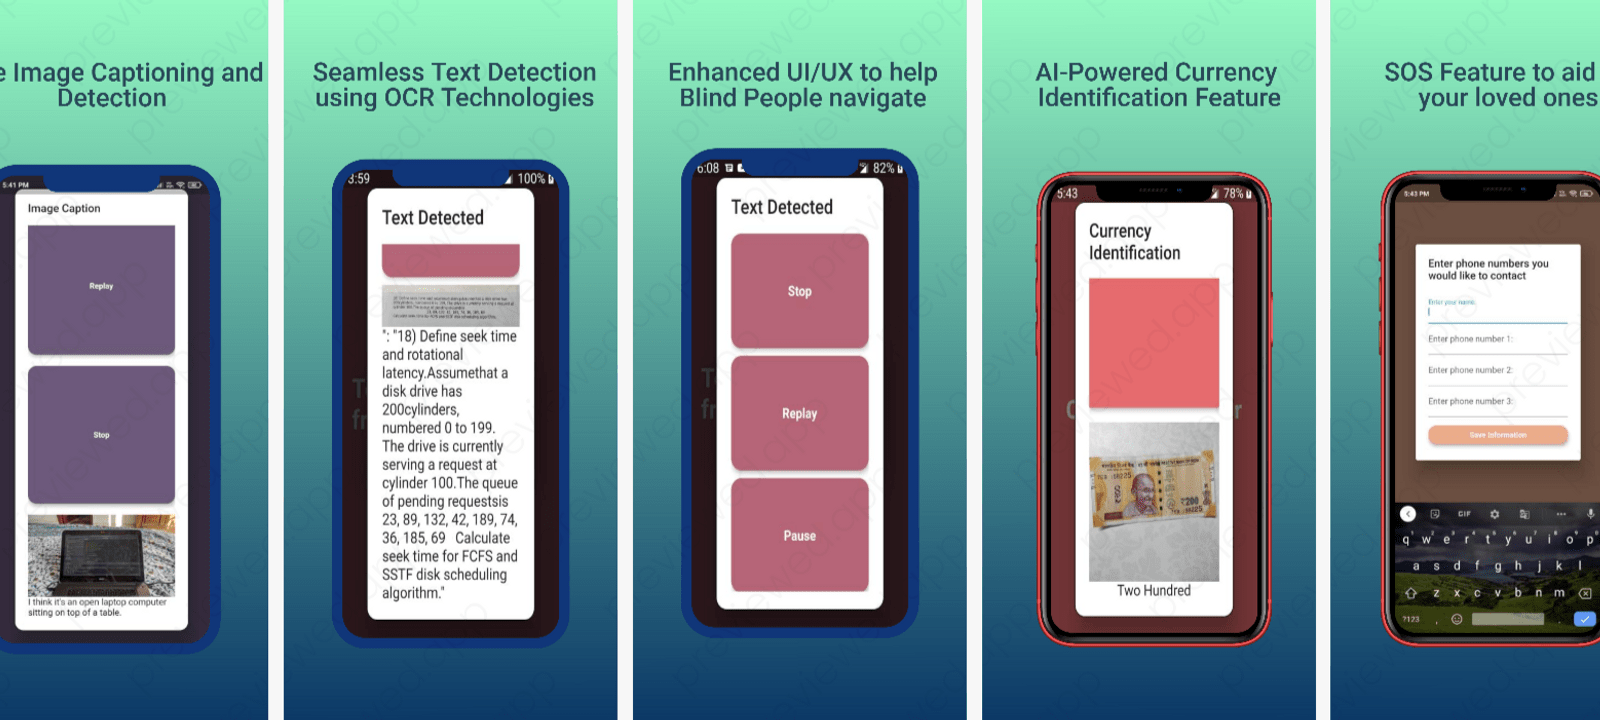 e Image Captioning and
Detection
5:41 PM
Image Caption
Replay
Stop
I think it's an open laptop computer
sitting on top of a table.
Seamless Text Detection
using OCR Technologies
3:59
100%
Text Detected
": "18) Define seek time
and rotational
latency.Assumethat a
disk drive has
200cylinders,
numbered 0 to 199.
The drive is currently
serving a request at
cylinder 100.The queue
of pending requestsis
23, 89, 132, 42, 189, 74,
36, 185, 69 Calculate
seek time for FCFS and
SSTF disk scheduling
algorithm."
Enhanced UI/UX to help
Blind People navigate
6:08
82%
Text Detected
Stop
Replay
Pause
AI-Powered Currency
Identification Feature
5:43
78%
Currency
Identification
₹200
Two Hundred
SOS Feature to aid
your loved ones
5:43 PM
Enter phone numbers you
would like to contact
Enter your name:
Enter phone number 1:
Enter phone number 2:
Enter phone number 3:
Save Information
GIF
q w e r t y u i o p
a s d f g h j k l
z x c v b n m
?123 ,
previewed.app